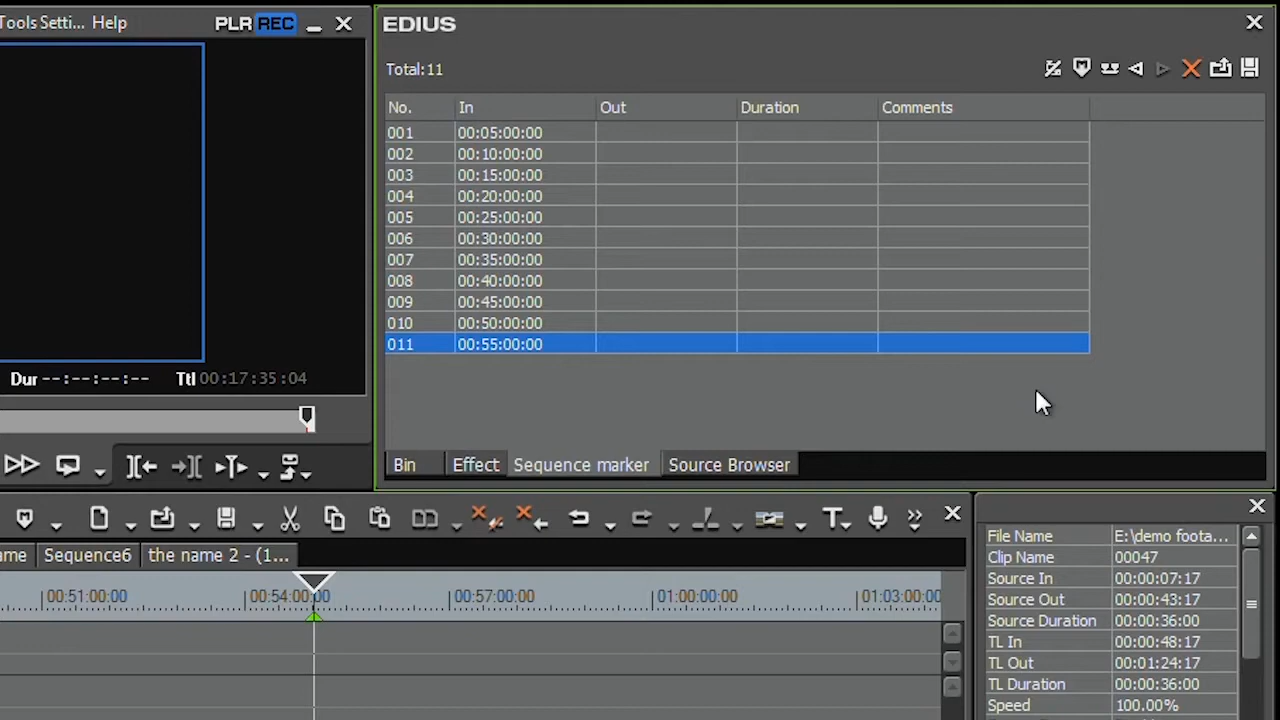 Tools Setti... Help PLR REC
EDIUS
Total:11
No. In Out Duration Comments
001 00:05:00:00
002 00:10:00:00
003 00:15:00:00
004 00:20:00:00
005 00:25:00:00
006 00:30:00:00
007 00:35:00:00
008 00:40:00:00
009 00:45:00:00
010 00:50:00:00
011 00:55:00:00
Dur --:--:--:-- Ttl 00:17:35:04
Bin Effect Sequence marker Source Browser
ame Sequence6 the name 2 - (1...
00:51:00:00 00:54:00:00 00:57:00:00 01:00:00:00 01:03:00:00
File Name E:\demo foota...
Clip Name 00047
Source In 00:00:07:17
Source Out 00:00:43:17
Source Duration 00:00:36:00
TL In 00:00:48:17
TL Out 00:01:24:17
TL Duration 00:00:36:00
Speed 100.00%